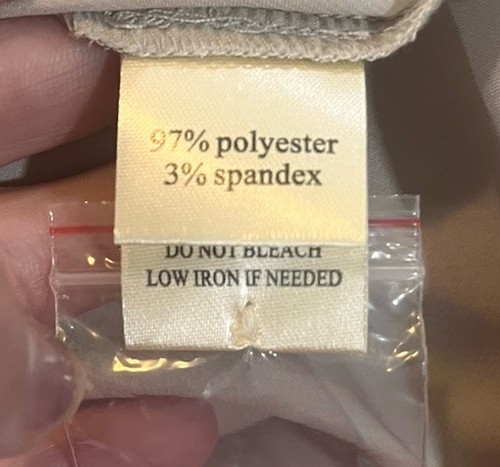 97% polyester
3% spandex
DO NOT BLEACH
LOW IRON IF NEEDED